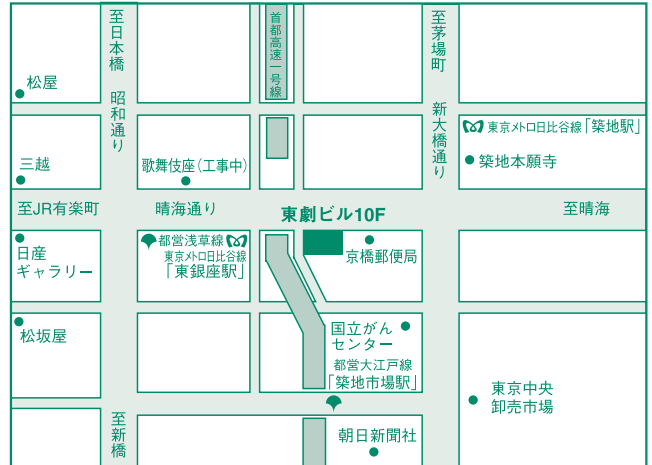 至日本橋
昭和通り
首都高速一号線
至茅場町
新大橋通り
松屋
三越
歌舞伎座(工事中)
東京メトロ日比谷線「築地駅」
築地本願寺
至JR有楽町
晴海通り
東劇ビル10F
至晴海
日産
ギャラリー
都営浅草線
東京メトロ日比谷線
「東銀座駅」
京橋郵便局
松坂屋
国立がん
センター
都営大江戸線
「築地市場駅」
東京中央
卸売市場
至新橋
朝日新聞社